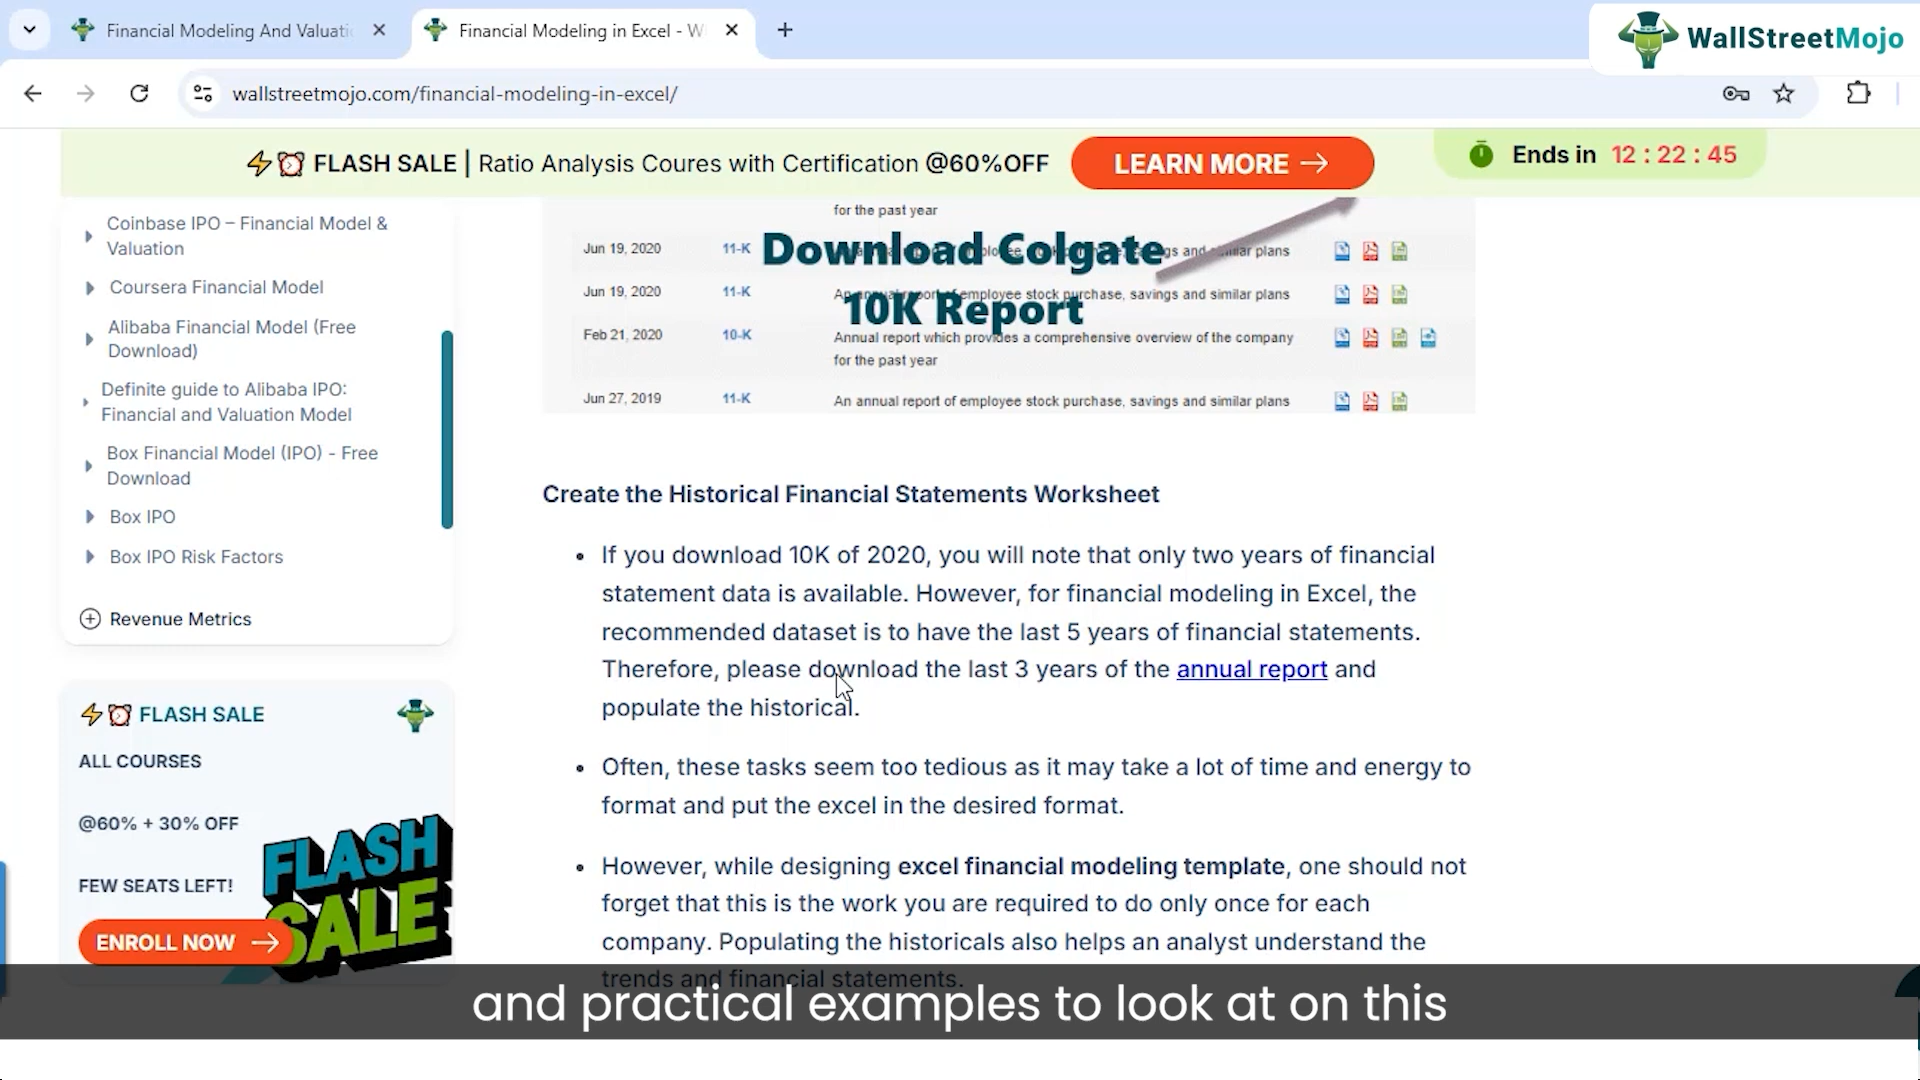 Financial Modeling And Valuati
Financial Modeling in Excel - W
WallStreetMojo
wallstreetmojo.com/financial-modeling-in-excel/
FLASH SALE | Ratio Analysis Coures with Certification @60%OFF
LEARN MORE →
Ends in 12 : 22 : 45
Coinbase IPO – Financial Model &
Valuation
Coursera Financial Model
Alibaba Financial Model (Free
Download)
Definite guide to Alibaba IPO:
Financial and Valuation Model
Box Financial Model (IPO) - Free
Download
Box IPO
Box IPO Risk Factors
Revenue Metrics
FLASH SALE
ALL COURSES
@60% + 30% OFF
FEW SEATS LEFT!
FLASH
SALE
ENROLL NOW →
for the past year
Jun 19, 2020 11-K
gs and similar plans
Download Colgate
10K Report
Jun 19, 2020 11-K An annual report of employee stock purchase, savings and similar plans
Feb 21, 2020 10-K Annual report which provides a comprehensive overview of the company
for the past year
Jun 27, 2019 11-K An annual report of employee stock purchase, savings and similar plans
Create the Historical Financial Statements Worksheet
• If you download 10K of 2020, you will note that only two years of financial
statement data is available. However, for financial modeling in Excel, the
recommended dataset is to have the last 5 years of financial statements.
Therefore, please download the last 3 years of the annual report and
populate the historical.
• Often, these tasks seem too tedious as it may take a lot of time and energy to
format and put the excel in the desired format.
• However, while designing excel financial modeling template, one should not
forget that this is the work you are required to do only once for each
company. Populating the historicals also helps an analyst understand the
trends and financial statements.
and practical examples to look at on this